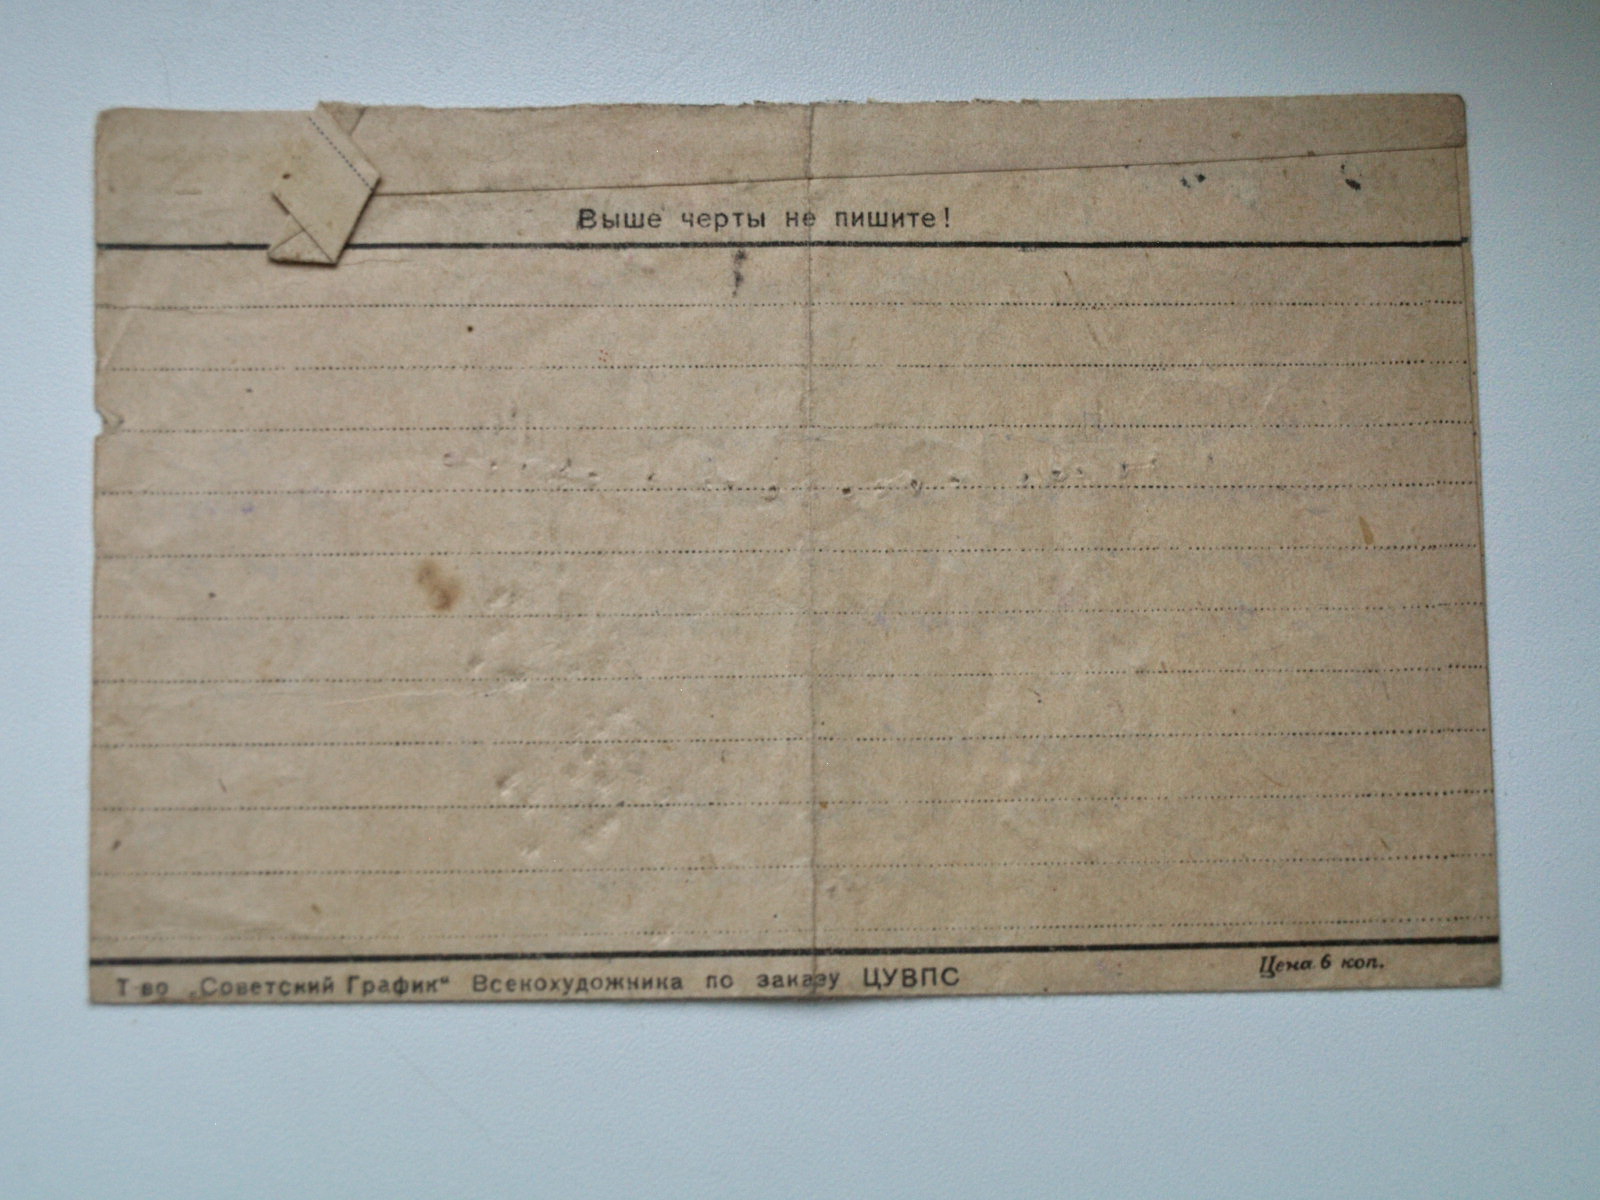 Выше черты не пишите!
Т во „Советский График“ Всекохудожника по заказу ЦУВПС
Цена 6 коп.